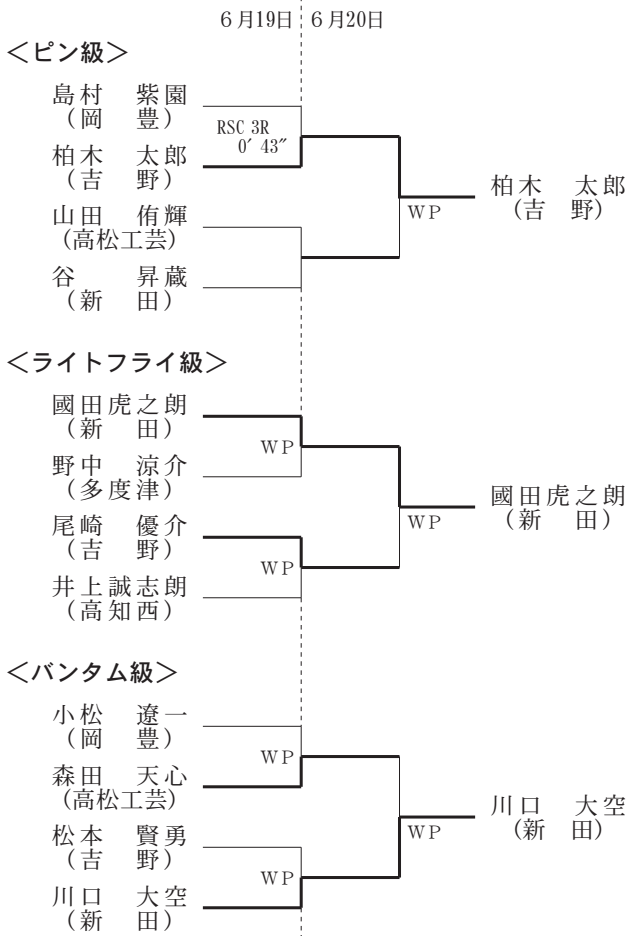 6月19日 6月20日
＜ピン級＞
島村 紫園
（岡 豊）
RSC 3R
0′ 43″
柏木 太郎
（吉 野）
柏木 太郎
（吉 野）
WP
山田 侑輝
（高松工芸）
谷 昇蔵
（新 田）
＜ライトフライ級＞
國田虎之朗
（新 田）
WP
野中 涼介
（多度津）
國田虎之朗
（新 田）
WP
尾崎 優介
（吉 野）
WP
井上誠志朗
（高知西）
＜バンタム級＞
小松 遼一
（岡 豊）
WP
森田 天心
（高松工芸）
川口 大空
（新 田）
WP
松本 賢勇
（吉 野）
WP
川口 大空
（新 田）